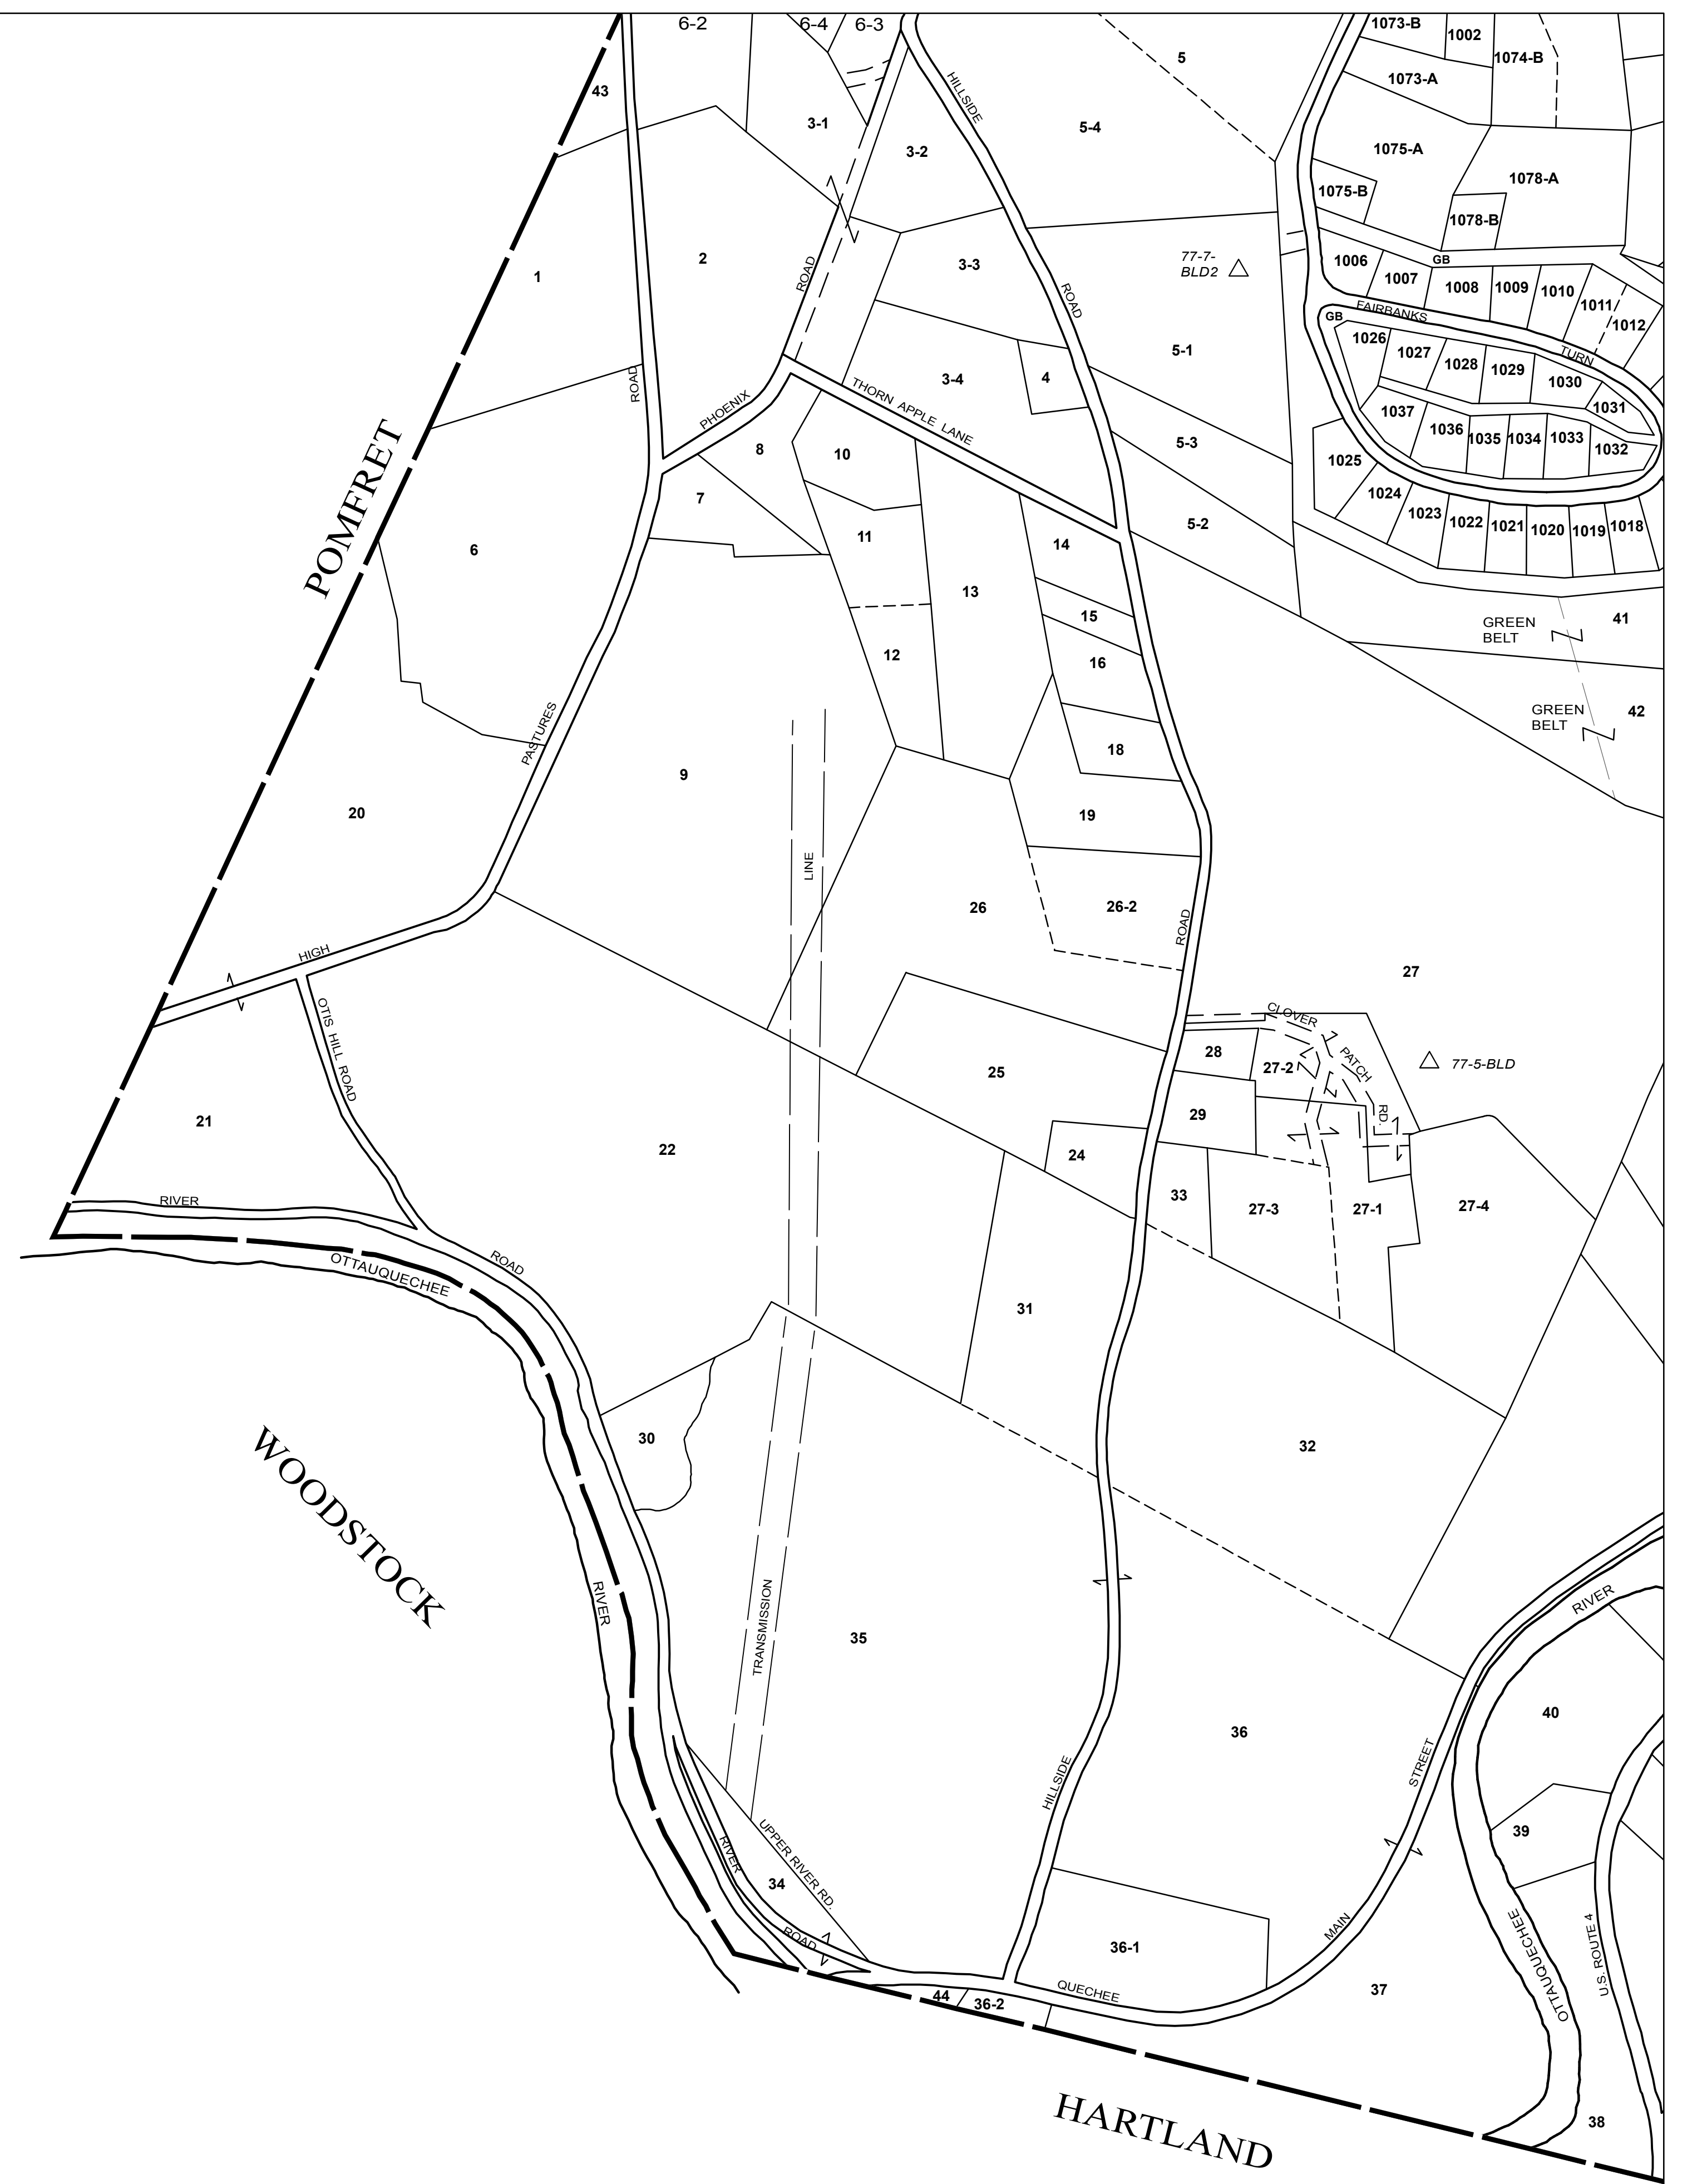 6-2
6-4
6-3
1073-B
1002
1074-B
5
43
1073-A
HILLSIDE
3-1
5-4
3-2
1075-A
1078-A
1075-B
1078-B
2
3-3
77-7-
BLD2
1006
GB
1
ROAD
1007
1008
1009
1010
1011
1012
ROAD
FAIRBANKS
GB
TURN
1026
1027
1028
1029
1030
1031
5-1
ROAD
3-4
4
THORN APPLE LANE
PHOENIX
1037
1036
1035
1034
1033
1032
POMFRET
8
10
5-3
1025
7
1024
1023
1022
1021
1020
1019
1018
5-2
6
11
14
13
15
41
GREEN
BELT
12
16
42
GREEN
BELT
PASTURES
18
9
20
19
LINE
26
26-2
ROAD
HIGH
27
OTIS HILL ROAD
CLOVER
PATCH
RD.
28
27-2
77-5-BLD
25
21
29
22
24
33
27-3
27-1
27-4
RIVER
ROAD
OTTAUQUECHEE
31
30
32
WOODSTOCK
RIVER
TRANSMISSION
35
RIVER
40
36
HILLSIDE
STREET
39
UPPER RIVER RD.
RIVER
34
ROAD
MAIN
OTTAUQUECHEE
U.S. ROUTE 4
36-1
QUECHEE
37
44
36-2
38
HARTLAND